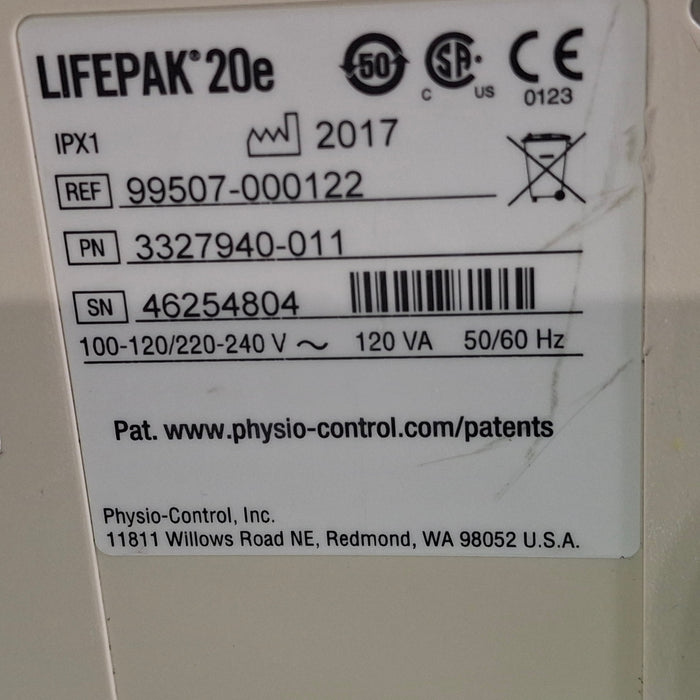 LIFEPAK® 20e
50
C SA US
CE
0123
IPX1
2017
REF 99507-000122
PN 3327940-011
SN 46254804
100-120/220-240 V ~ 120 VA 50/60 Hz
Pat. www.physio-control.com/patents
Physio-Control, Inc.
11811 Willows Road NE, Redmond, WA 98052 U.S.A.